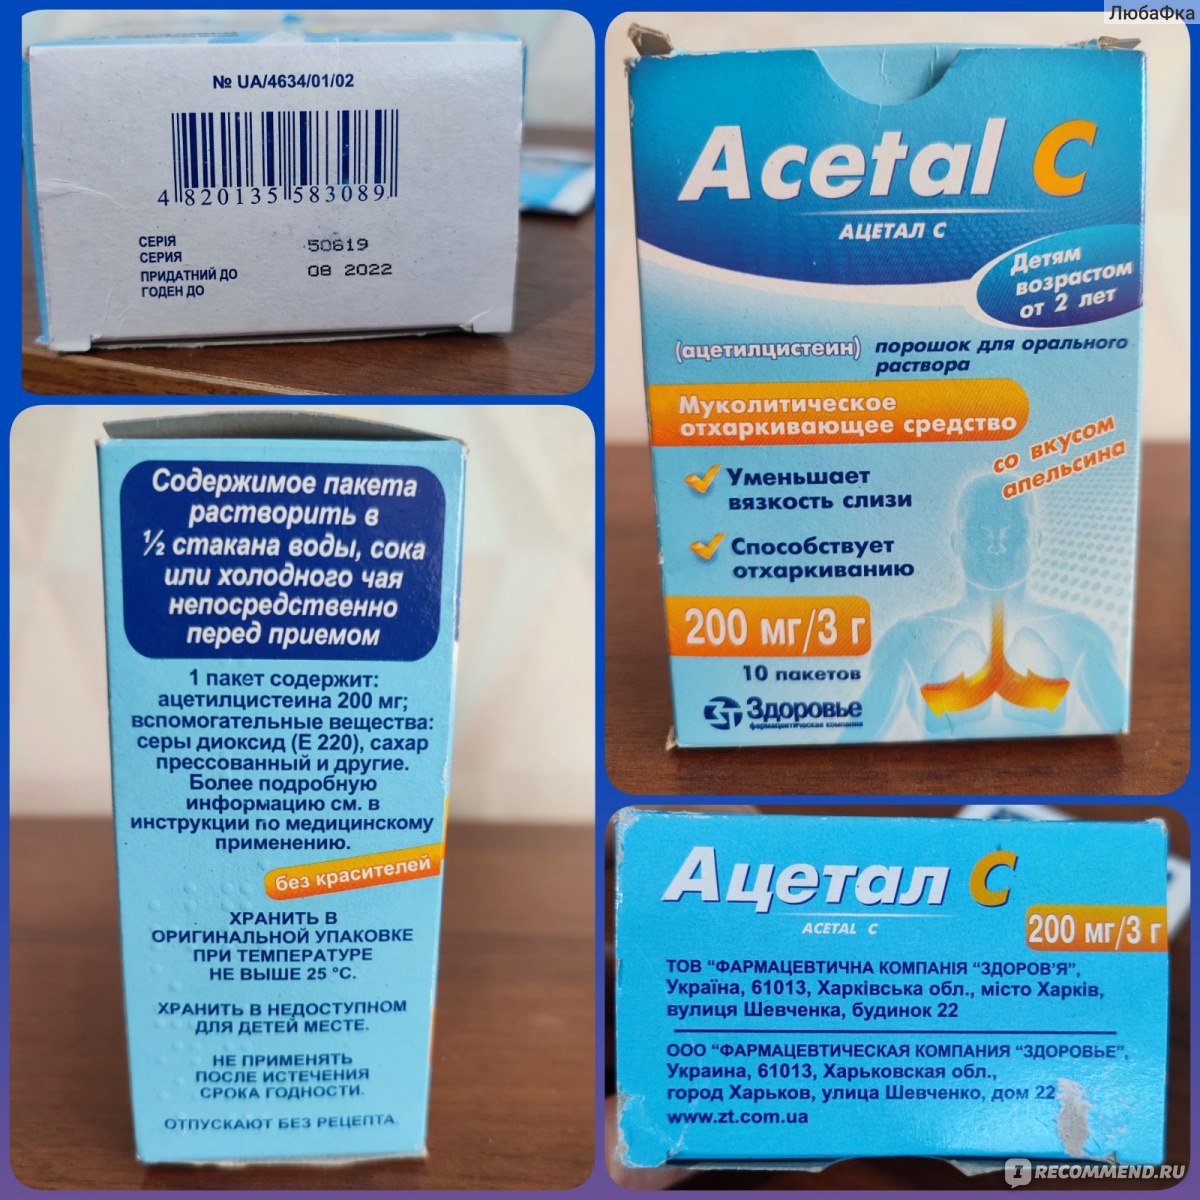 ЛюбаФка
№ UA/4634/01/02
4 820135 583089
СЕРІЯ
СЕРИЯ
50619
ПРИДАТНИЙ ДО
ГОДЕН ДО
08 2022
Acetal C
АЦЕТАЛ С
Детям
возрастом
от 2 лет
(ацетилцистеин) порошок для орального
раствора
Муколитическое
отхаркивающее средство
со вкусом
апельсина
Уменьшает
вязкость слизи
Способствует
отхаркиванию
200 мг/3 г
10 пакетов
Здоровье
фармацевтическая компания
Содержимое пакета
растворить в
½ стакана воды, сока
или холодного чая
непосредственно
перед приемом
1 пакет содержит:
ацетилцистеина 200 мг;
вспомогательные вещества:
серы диоксид (Е 220), сахар
прессованный и другие.
Более подробную
информацию см. в
инструкции по медицинскому
применению.
без красителей
ХРАНИТЬ В
ОРИГИНАЛЬНОЙ УПАКОВКЕ
ПРИ ТЕМПЕРАТУРЕ
НЕ ВЫШЕ 25 °С.
ХРАНИТЬ В НЕДОСТУПНОМ
ДЛЯ ДЕТЕЙ МЕСТЕ.
НЕ ПРИМЕНЯТЬ
ПОСЛЕ ИСТЕЧЕНИЯ
СРОКА ГОДНОСТИ.
ОТПУСКАЮТ БЕЗ РЕЦЕПТА.
Ацетал С
ACETAL C
200 мг/3 г
ТОВ “ФАРМАЦЕВТИЧНА КОМПАНІЯ “ЗДОРОВ’Я”,
Україна, 61013, Харківська обл., місто Харків,
вулиця Шевченка, будинок 22
ООО “ФАРМАЦЕВТИЧЕСКАЯ КОМПАНИЯ “ЗДОРОВЬЕ”,
Украина, 61013, Харьковская обл.,
город Харьков, улица Шевченко, дом 22
www.zt.com.ua
IRECOMMEND.RU